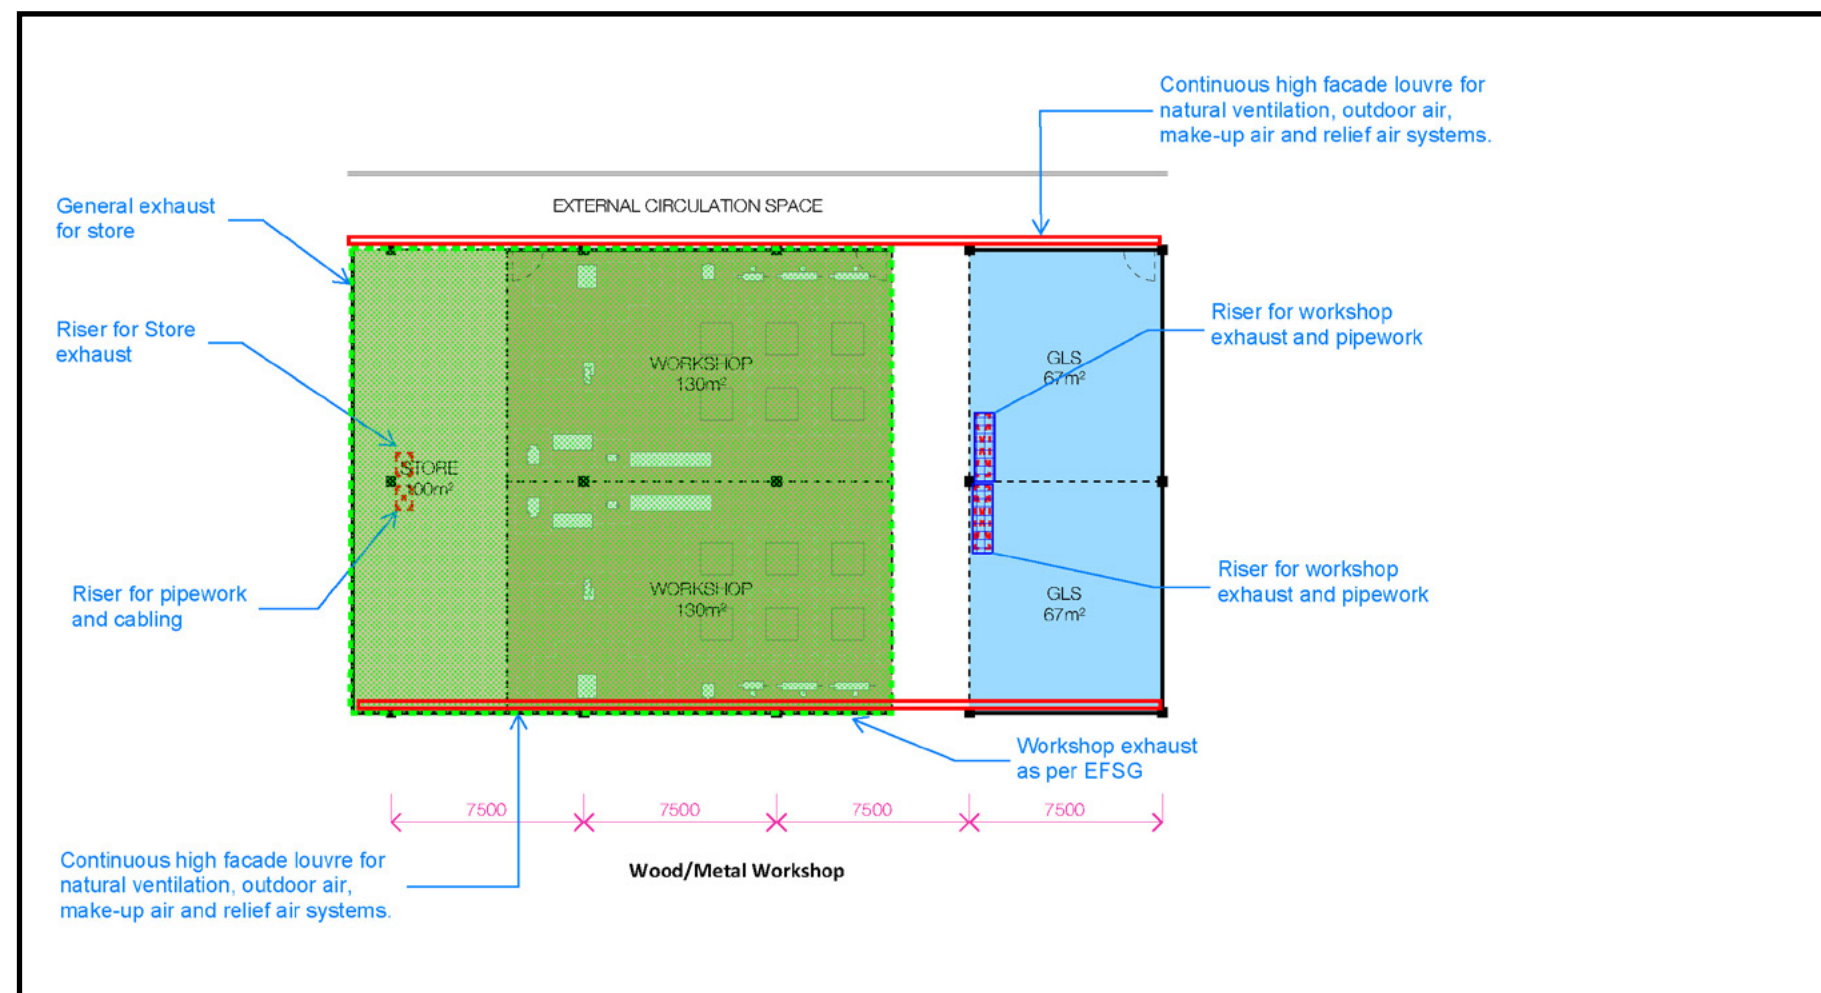 Continuous high facade louvre for
natural ventilation, outdoor air,
make-up air and relief air systems.
General exhaust
for store
EXTERNAL CIRCULATION SPACE
Riser for Store
exhaust
Riser for workshop
exhaust and pipework
WORKSHOP
130m²
GLS
67m²
STORE
100m²
Riser for pipework
and cabling
WORKSHOP
130m²
GLS
67m²
Riser for workshop
exhaust and pipework
Workshop exhaust
as per EFSG
7500
7500
7500
7500
Continuous high facade louvre for
natural ventilation, outdoor air,
make-up air and relief air systems.
Wood/Metal Workshop